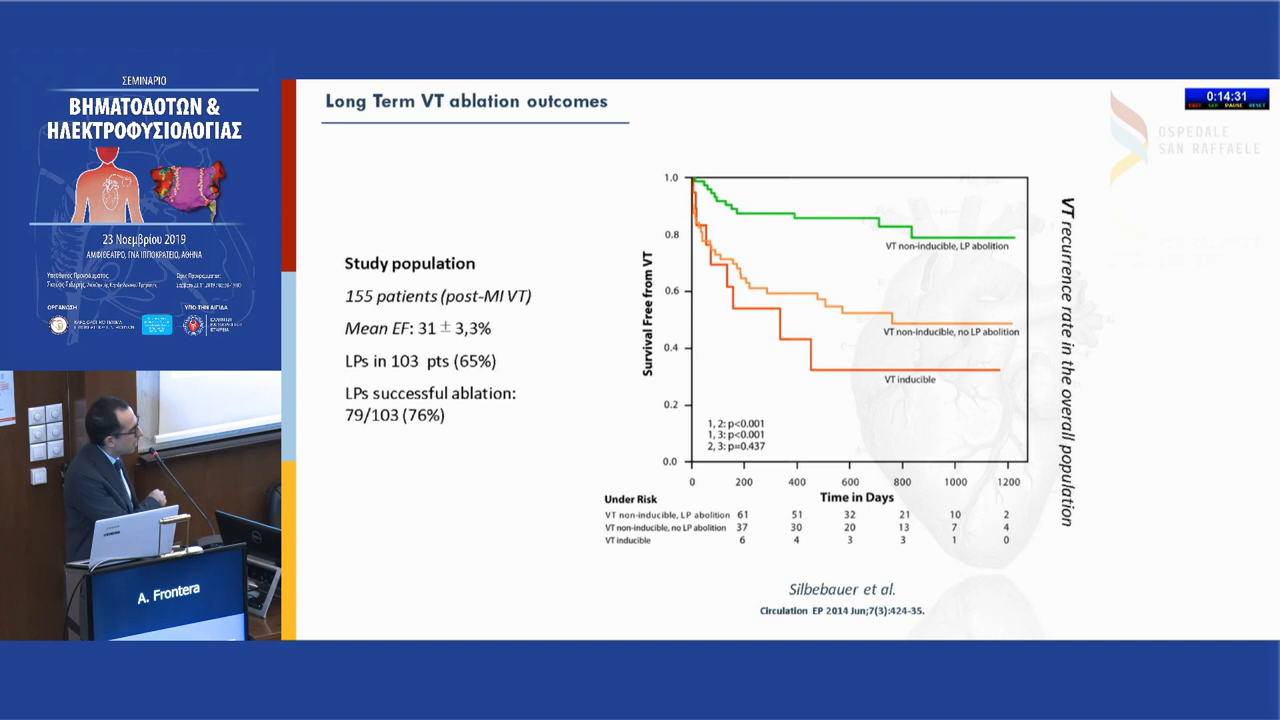 ΣΕΜΙΝΑΡΙΟ
ΒΗΜΑΤΟΔΟΤΩΝ &
ΗΛΕΚΤΡΟΦΥΣΙΟΛΟΓΙΑΣ
23 Νοεμβρίου 2019
ΑΜΦΙΘΕΑΤΡΟ, ΓΝΑ ΙΠΠΟΚΡΑΤΕΙΟ, ΑΘΗΝΑ
ΟΡΓΑΝΩΣΗ
ΥΠΟ ΤΗΝ ΑΙΓΙΔΑ
A. Frontera
Long Term VT ablation outcomes
0:14:31
OSPEDALE
SAN RAFFAELE
Study population
155 patients (post-MI VT)
Mean EF: 31 ± 3,3%
LPs in 103 pts (65%)
LPs successful ablation:
79/103 (76%)
Survival Free from VT
1.0
0.8
0.6
0.4
0.2
0.0
VT non-inducible, LP abolition
VT non-inducible, no LP abolition
VT inducible
1, 2: p<0.001
1, 3: p<0.001
2, 3: p=0.437
0 200 400 600 800 1000 1200
Time in Days
Under Risk
VT non-inducible, LP abolition 61 51 32 21 10 2
VT non-inducible, no LP abolition 37 30 20 13 7 4
VT inducible 6 4 3 3 1 0
VT recurrence rate in the overall population
Silbebauer et al.
Circulation EP 2014 Jun;7(3):424-35.